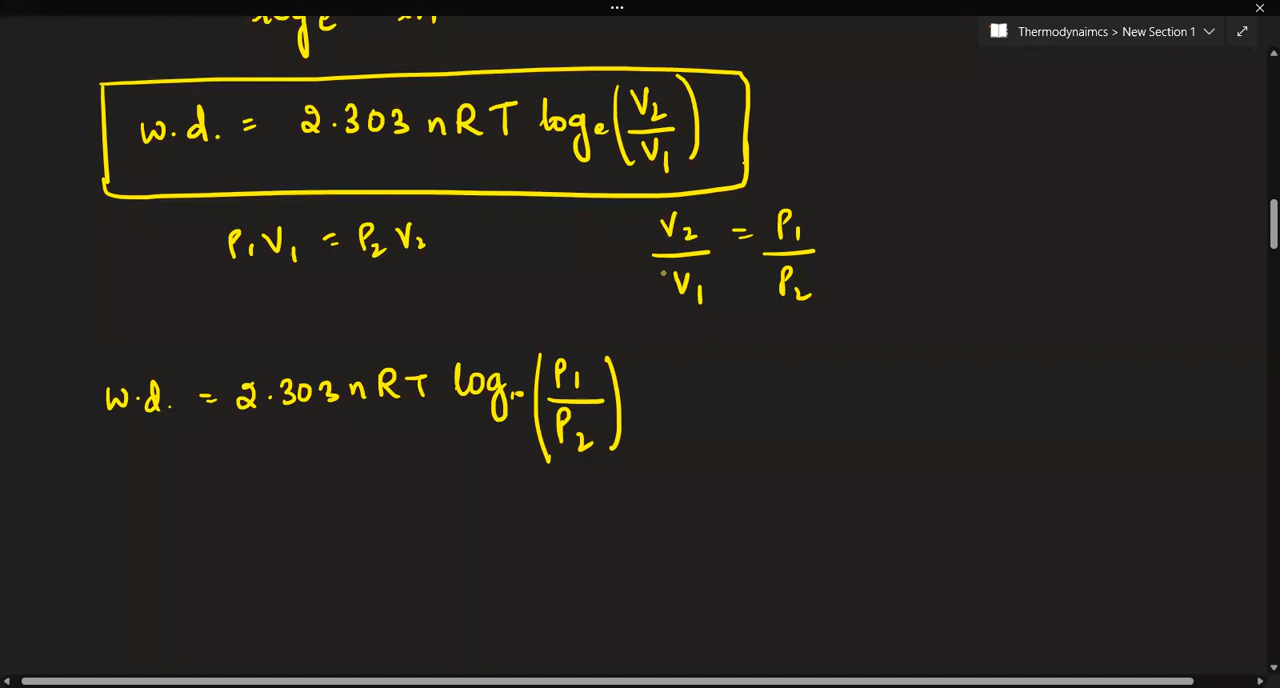 Thermodynaimcs > New Section 1
w.d. = 2.303 nRT logₑ(V₂/V₁)
P₁V₁ = P₂V₂
V₂/V₁ = P₁/P₂
w.d. = 2.303 nRT log₁₀(P₁/P₂)